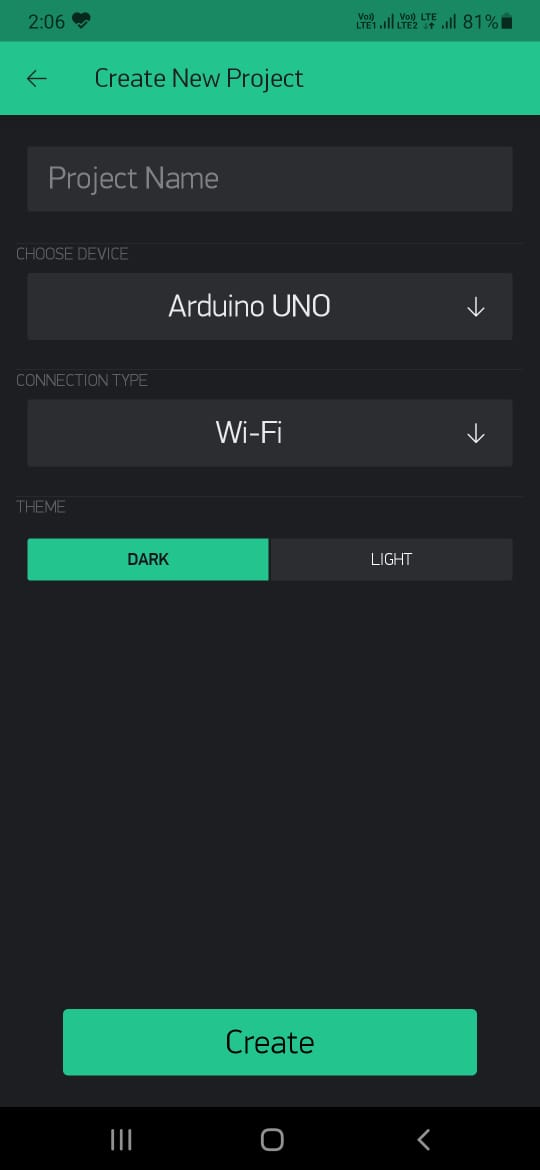 2:06 Vo) LTE1 Vo) LTE2 LTE 81%
Create New Project
Project Name
CHOOSE DEVICE
Arduino UNO
CONNECTION TYPE
Wi-Fi
THEME
DARK LIGHT
Create